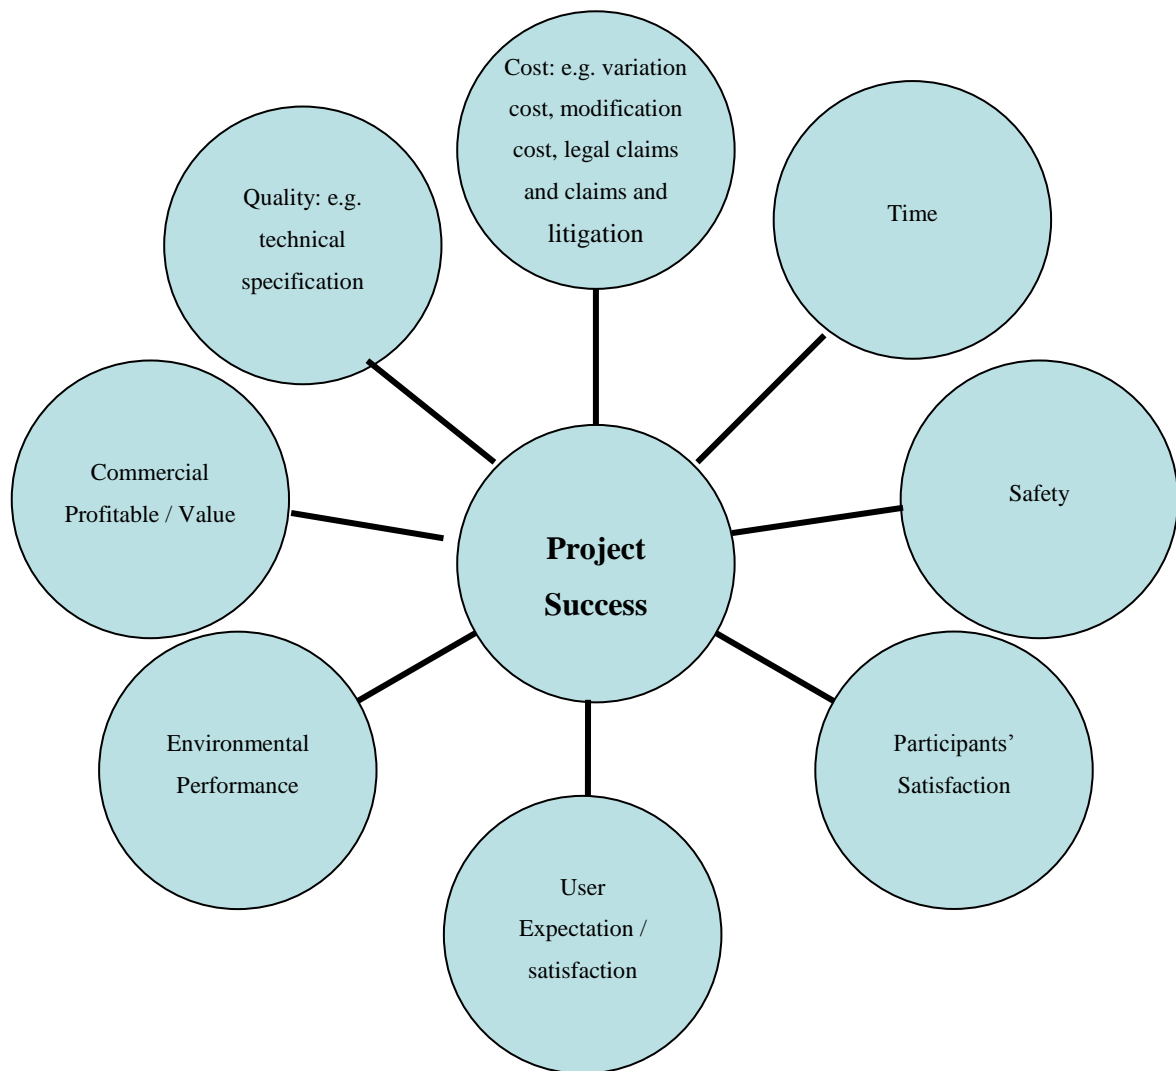 Cost: e.g. variation
cost, modification
cost, legal claims
and claims and
litigation
Time
Quality: e.g.
technical
specification
Commercial
Profitable / Value
Safety
Project
Success
Environmental
Performance
Participants’
Satisfaction
User
Expectation /
satisfaction